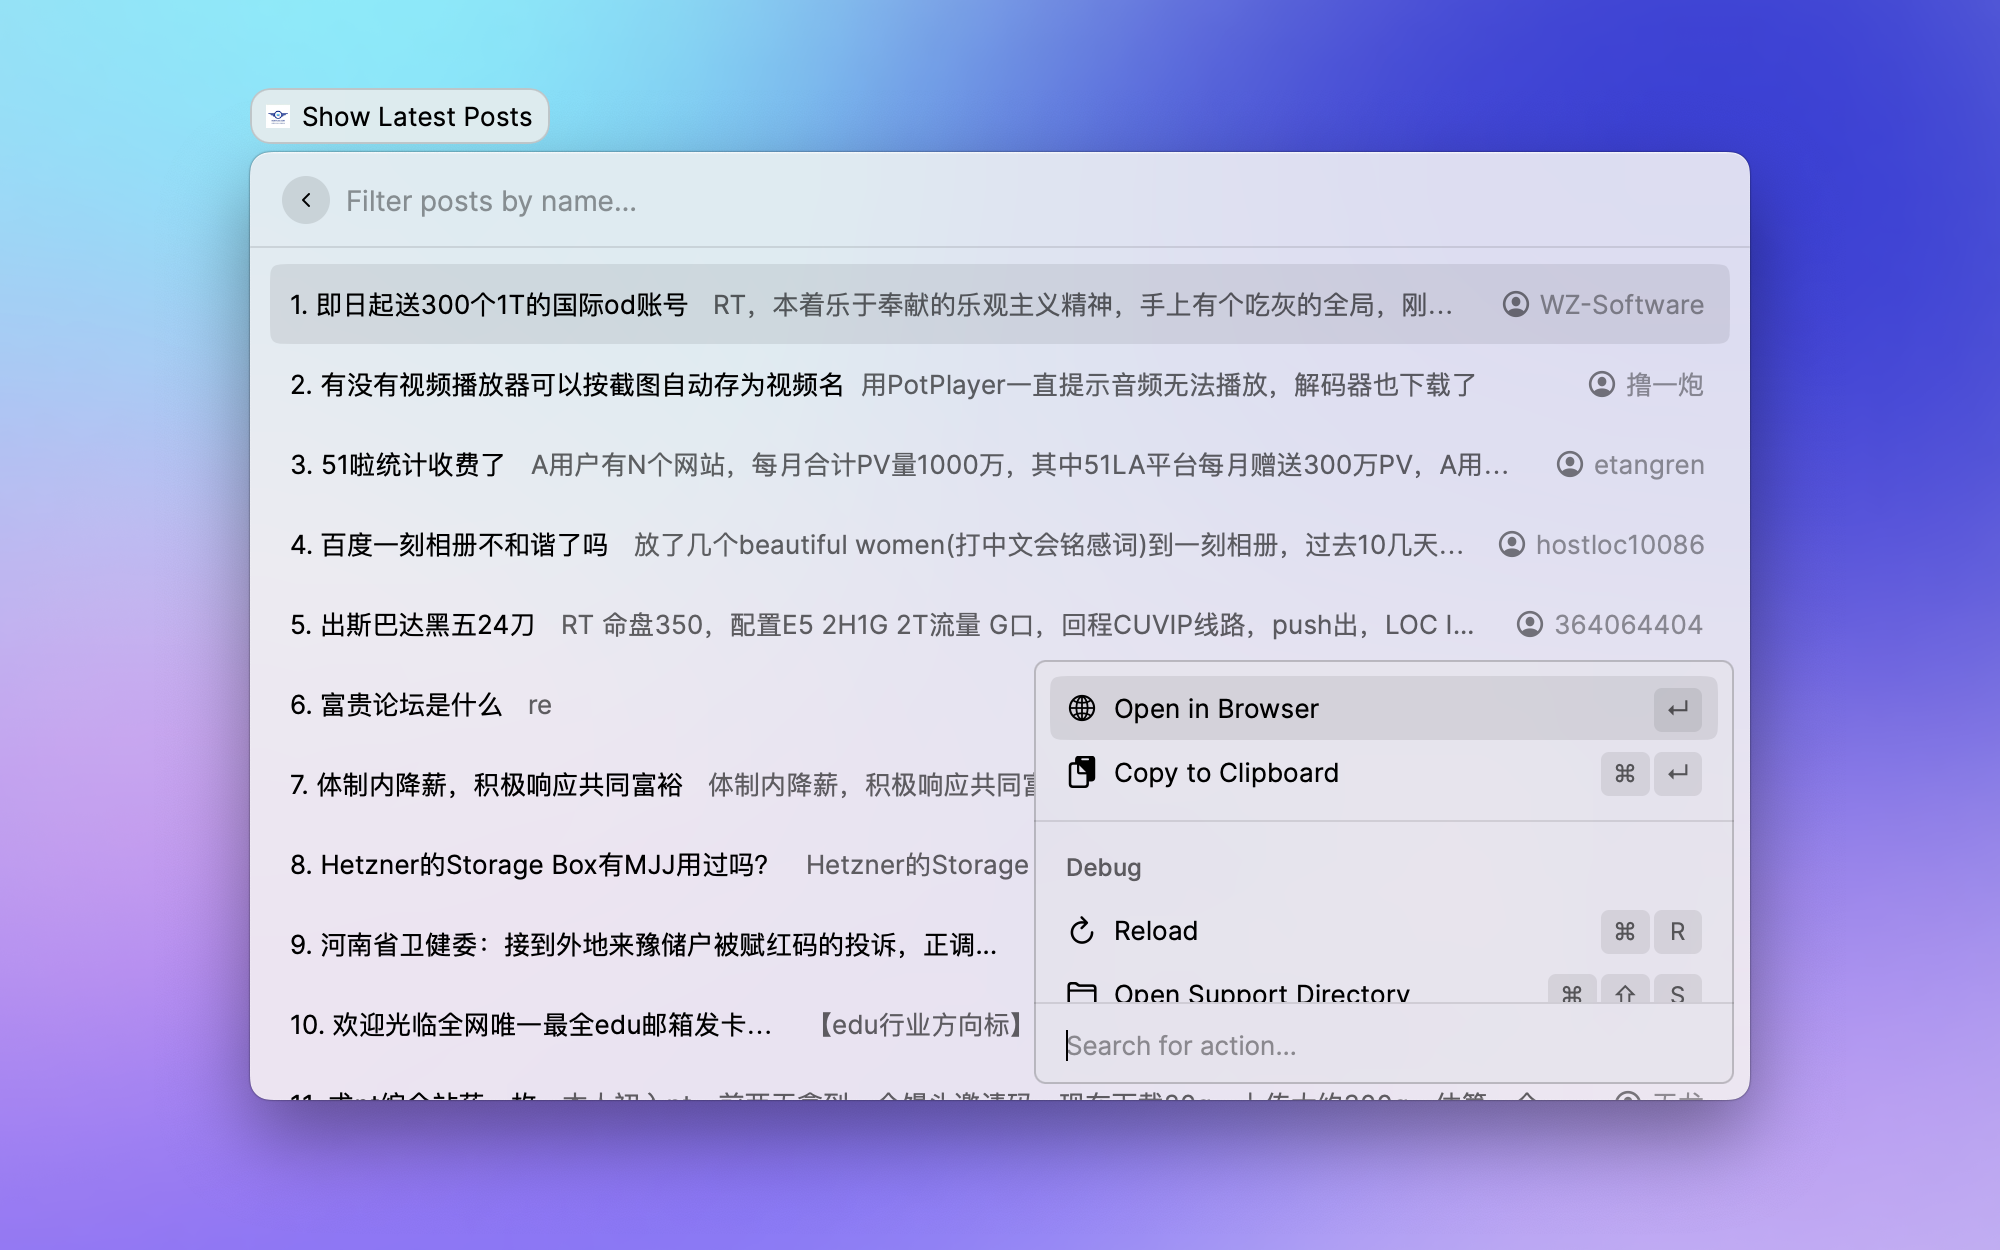 Show Latest Posts
Filter posts by name...
1. 即日起送300个1T的国际od账号 RT，本着乐于奉献的乐观主义精神，手上有个吃灰的全局，刚... WZ-Software
2. 有没有视频播放器可以按截图自动存为视频名 用PotPlayer一直提示音频无法播放，解码器也下载了 撸一炮
3. 51啦统计收费了 A用户有N个网站，每月合计PV量1000万，其中51LA平台每月赠送300万PV，A用... etangren
4. 百度一刻相册不和谐了吗 放了几个beautiful women(打中文会铭感词)到一刻相册，过去10几天... hostloc10086
5. 出斯巴达黑五24刀 RT 命盘350，配置E5 2H1G 2T流量 G口，回程CUVIP线路，push出，LOC I... 364064404
6. 富贵论坛是什么 re
7. 体制内降薪，积极响应共同富裕 体制内降薪，积极响应共同富
8. Hetzner的Storage Box有MJJ用过吗? Hetzner的Storage
9. 河南省卫健委：接到外地来豫储户被赋红码的投诉，正调...
10. 欢迎光临全网唯一最全edu邮箱发卡... 【edu行业方向标】
Open in Browser ↵
Copy to Clipboard ⌘ ↵
Debug
Reload ⌘ R
Open Support Directory ⌘ ⇧ S
Search for action...